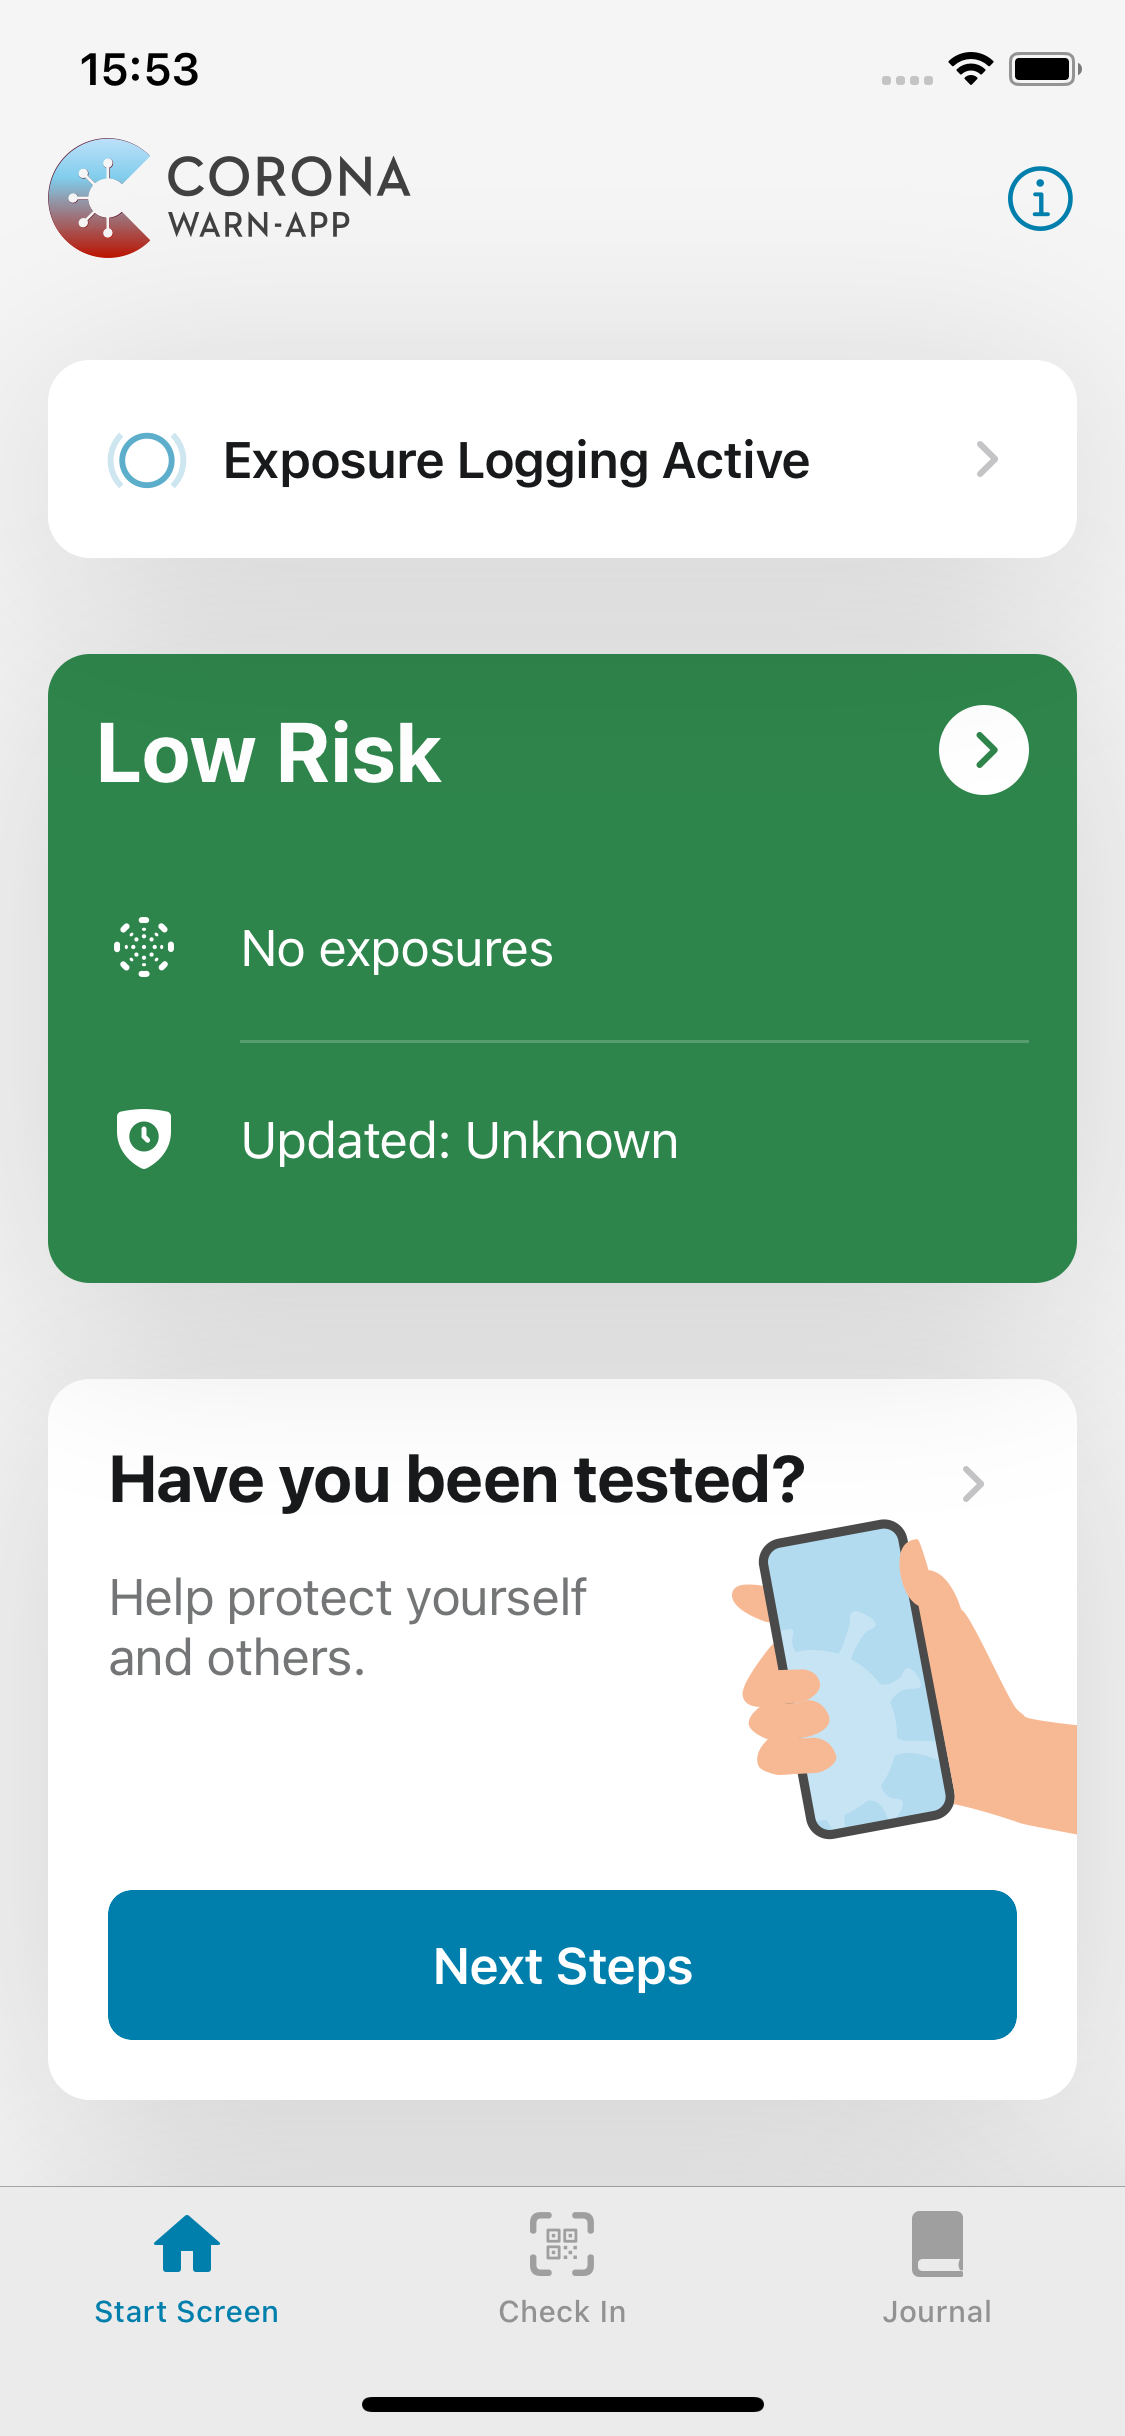 15:53
CORONA
WARN-APP
Exposure Logging Active
Low Risk
No exposures
Updated: Unknown
Have you been tested?
Help protect yourself
and others.
Next Steps
Start Screen
Check In
Journal